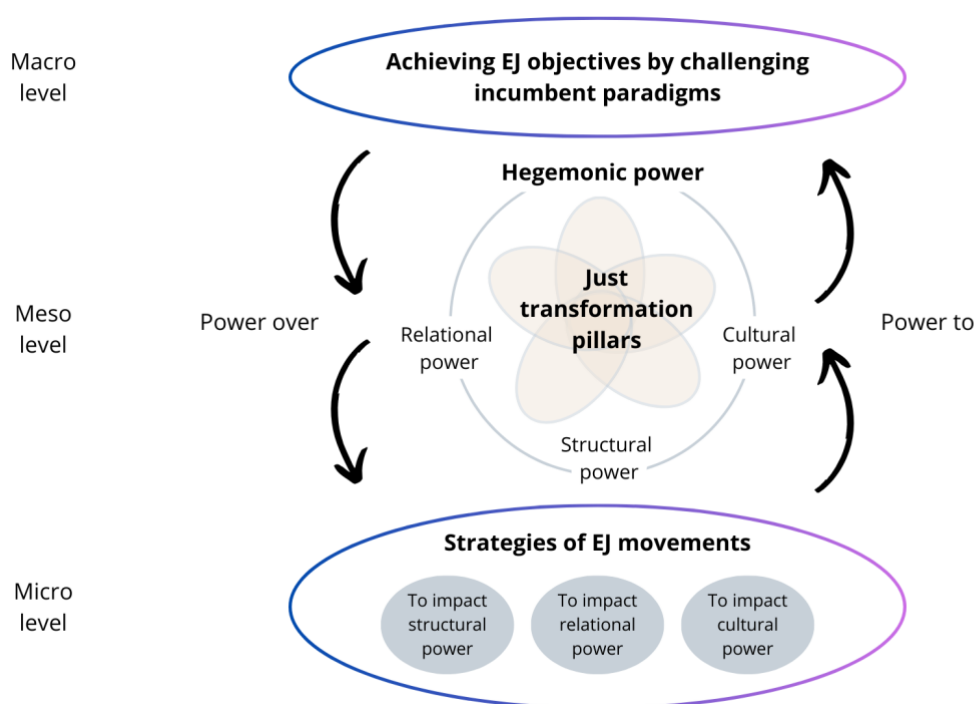 Macro
level
Achieving EJ objectives by challenging
incumbent paradigms
Hegemonic power
Just
transformation
pillars
Meso
level
Power over
Relational
power
Cultural
power
Power to
Structural
power
Strategies of EJ movements
Micro
level
To impact
structural
power
To impact
relational
power
To impact
cultural
power